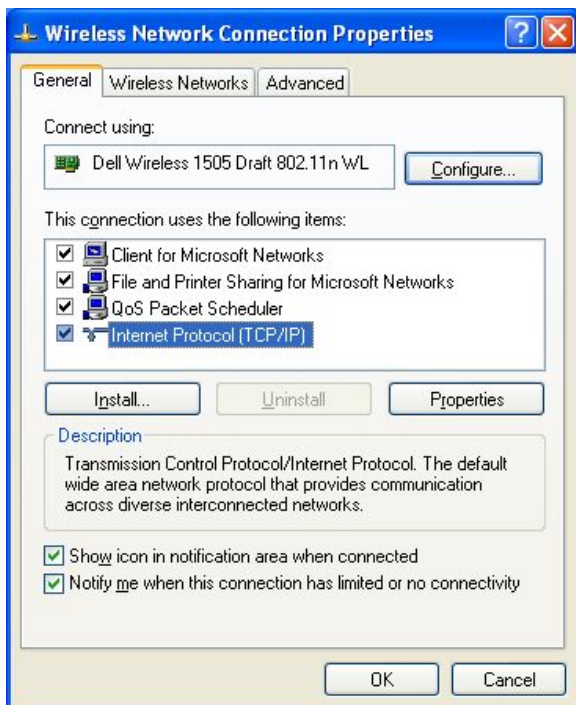 Wireless Network Connection Properties
General Wireless Networks Advanced
Connect using:
Dell Wireless 1505 Draft 802.11n WL Configure...
This connection uses the following items:
Client for Microsoft Networks
File and Printer Sharing for Microsoft Networks
QoS Packet Scheduler
Internet Protocol (TCP/IP)
Install... Uninstall Properties
Description
Transmission Control Protocol/Internet Protocol. The default
wide area network protocol that provides communication
across diverse interconnected networks.
Show icon in notification area when connected
Notify me when this connection has limited or no connectivity
OK Cancel